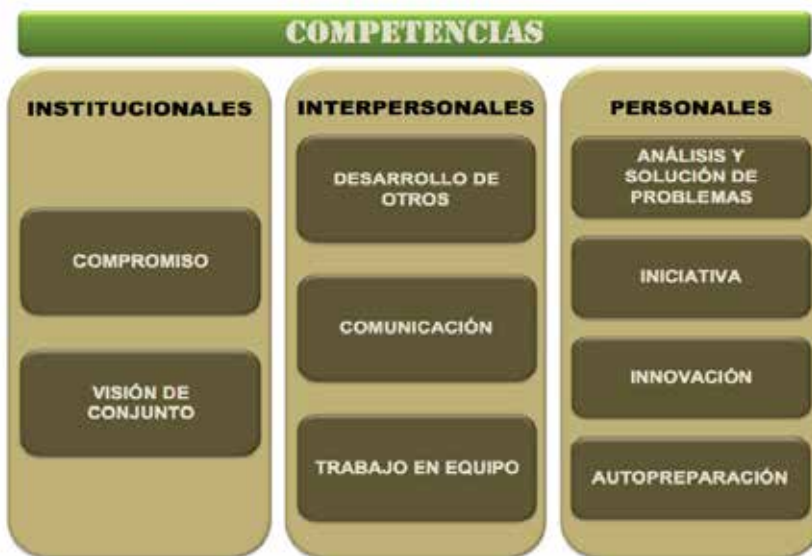 COMPETENCIAS
INSTITUCIONALES
COMPROMISO
VISIÓN DE
CONJUNTO
INTERPERSONALES
DESARROLLO DE
OTROS
COMUNICACIÓN
TRABAJO EN EQUIPO
PERSONALES
ANÁLISIS Y
SOLUCIÓN DE
PROBLEMAS
INICIATIVA
INNOVACIÓN
AUTOPREPARACIÓN